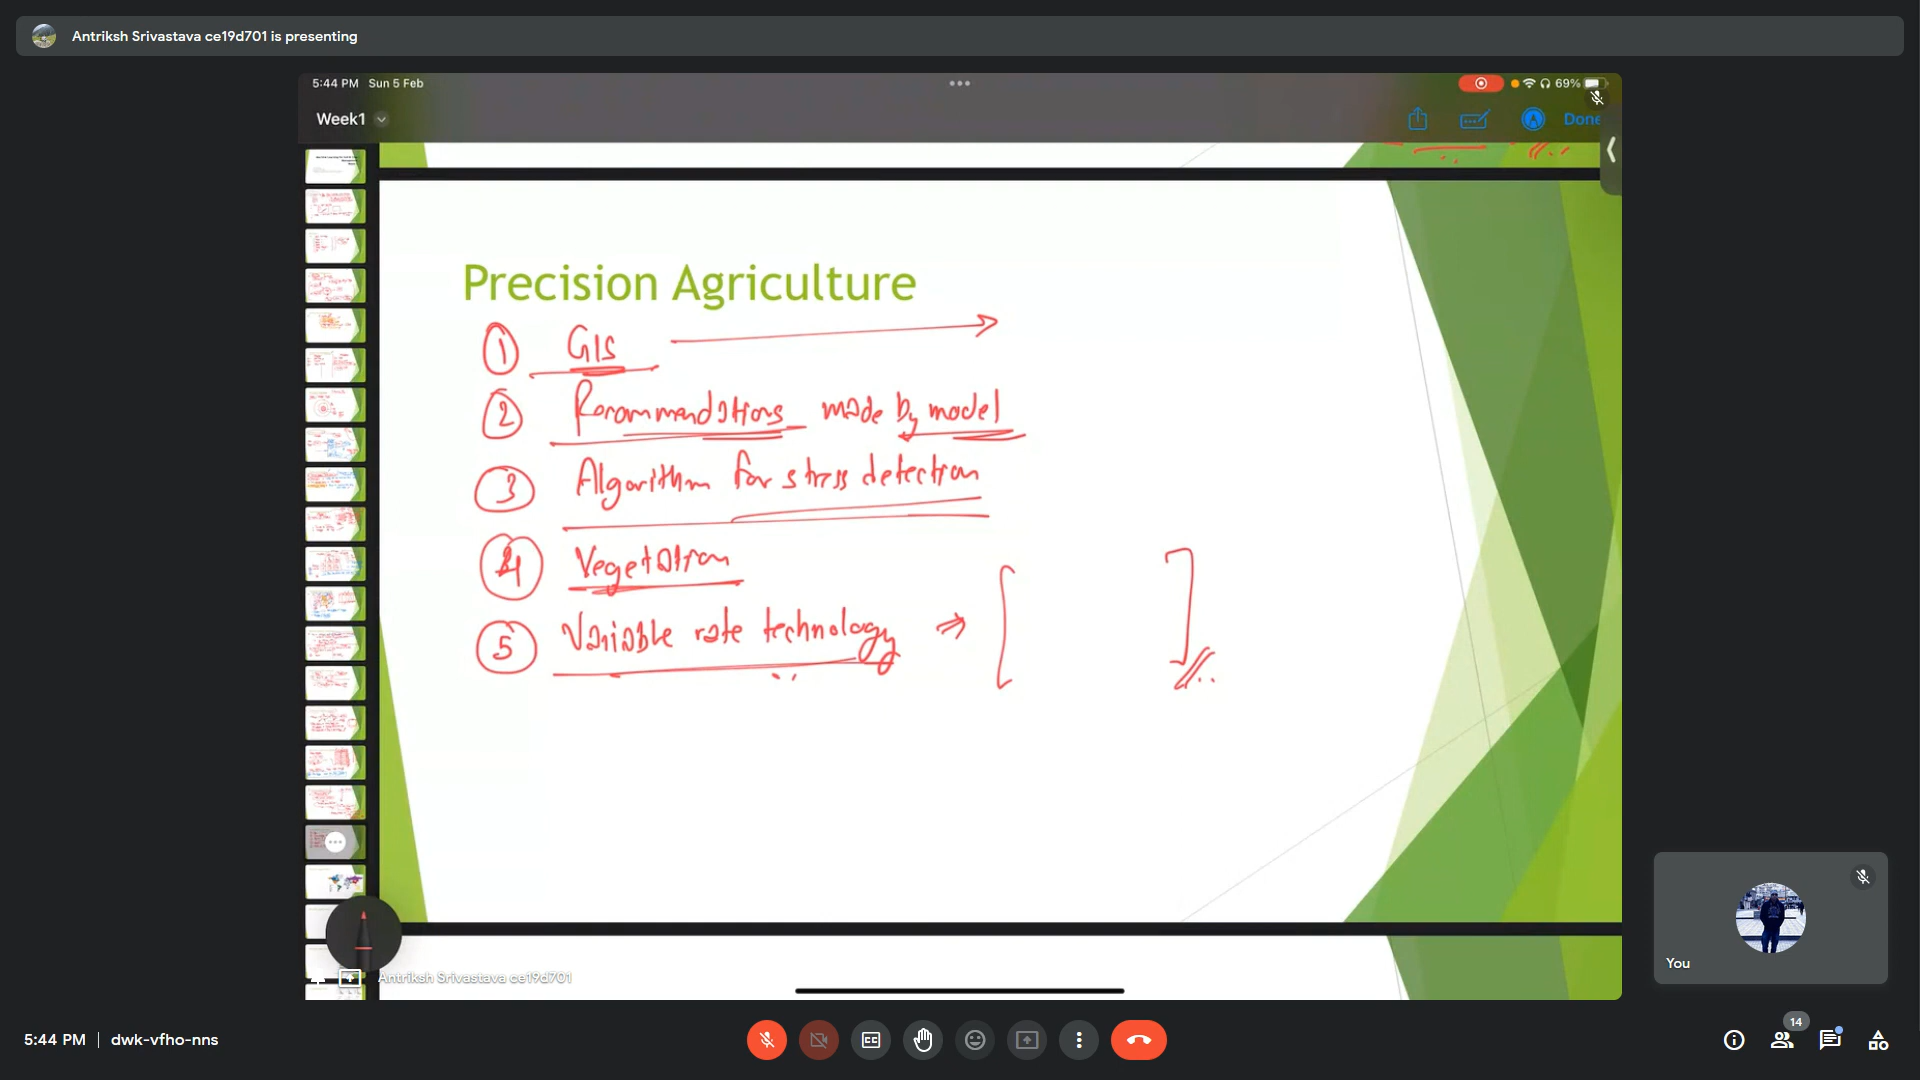 Antriksh Srivastava ce19d701 is presenting
5:44 PM Sun 5 Feb
69%
Week1
Done
Precision Agriculture
1 GIS
2 Recommendations made by model
3 Algorithm for stress detection
4 Vegetation
5 Variable rate technology ⇒ [ ]
Antriksh Srivastava ce19d701
You
5:44 PM | dwk-vfho-nns
CC
14